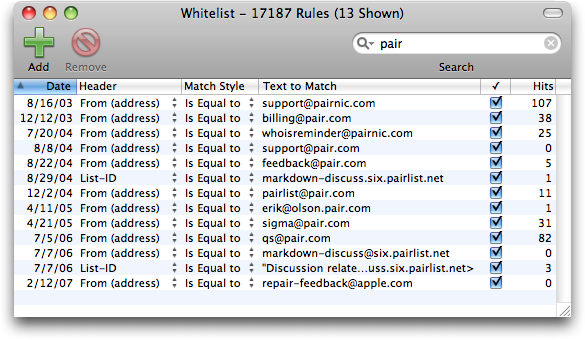 Whitelist – 17187 Rules (13 Shown)
Add Remove pair Search
Date Header Match Style Text to Match ✓ Hits
8/16/03 From (address) Is Equal to support@pairnic.com 107
12/12/03 From (address) Is Equal to billing@pair.com 38
7/20/04 From (address) Is Equal to whoisreminder@pairnic.com 25
8/8/04 From (address) Is Equal to support@pair.com 0
8/22/04 From (address) Is Equal to feedback@pair.com 5
8/29/04 List-ID Is Equal to markdown-discuss.six.pairlist.net 1
12/2/04 From (address) Is Equal to pairlist@pair.com 11
4/11/05 From (address) Is Equal to erik@olson.pair.com 1
4/21/05 From (address) Is Equal to sigma@pair.com 31
7/5/06 From (address) Is Equal to qs@pair.com 82
7/7/06 From (address) Is Equal to markdown-discuss@six.pairlist.net 0
7/7/06 List-ID Is Equal to "Discussion relate...uss.six.pairlist.net> 3
2/12/07 From (address) Is Equal to repair-feedback@apple.com 0